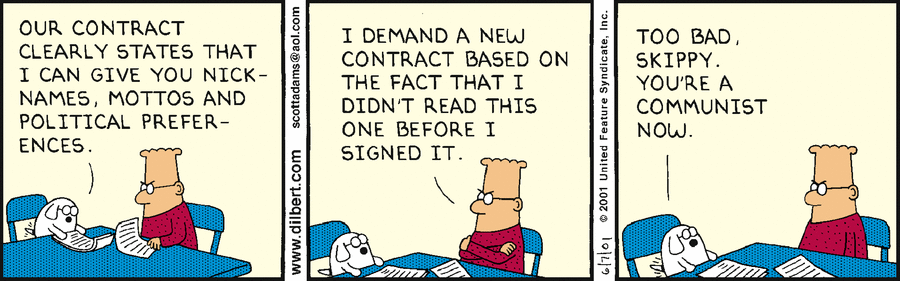 OUR CONTRACT
CLEARLY STATES THAT
I CAN GIVE YOU NICK-
NAMES, MOTTOS AND
POLITICAL PREFER-
ENCES.
www.dilbert.com scottadams@aol.com
I DEMAND A NEW
CONTRACT BASED ON
THE FACT THAT I
DIDN'T READ THIS
ONE BEFORE I
SIGNED IT.
6/7/01 © 2001 United Feature Syndicate, Inc.
TOO BAD,
SKIPPY.
YOU'RE A
COMMUNIST
NOW.